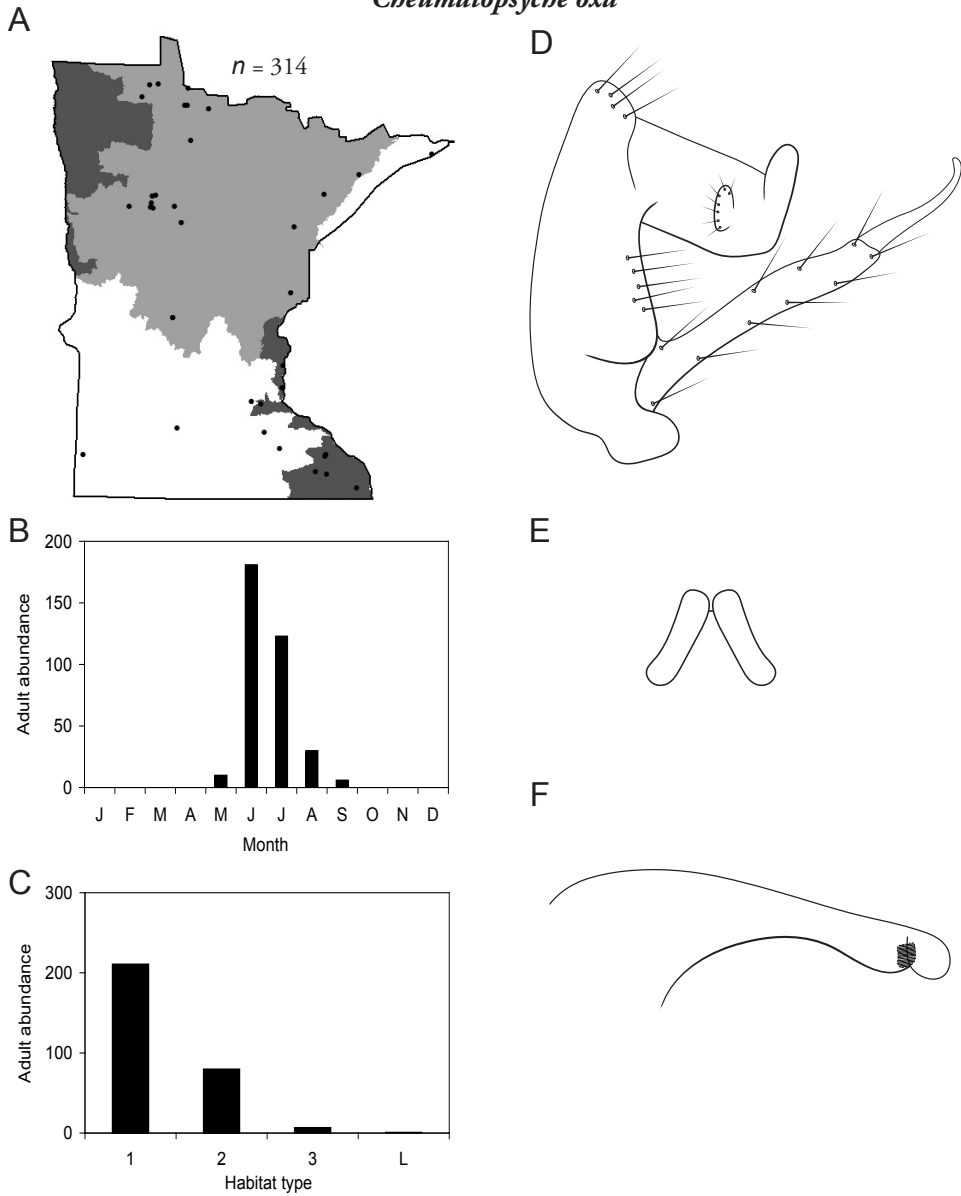 Cheumatopsyche oxa
A
n = 314
B
200
150
100
50
0
Adult abundance
J F M A M J J A S O N D
Month
C
300
200
100
0
Adult abundance
1 2 3 L
Habitat type
D
E
F